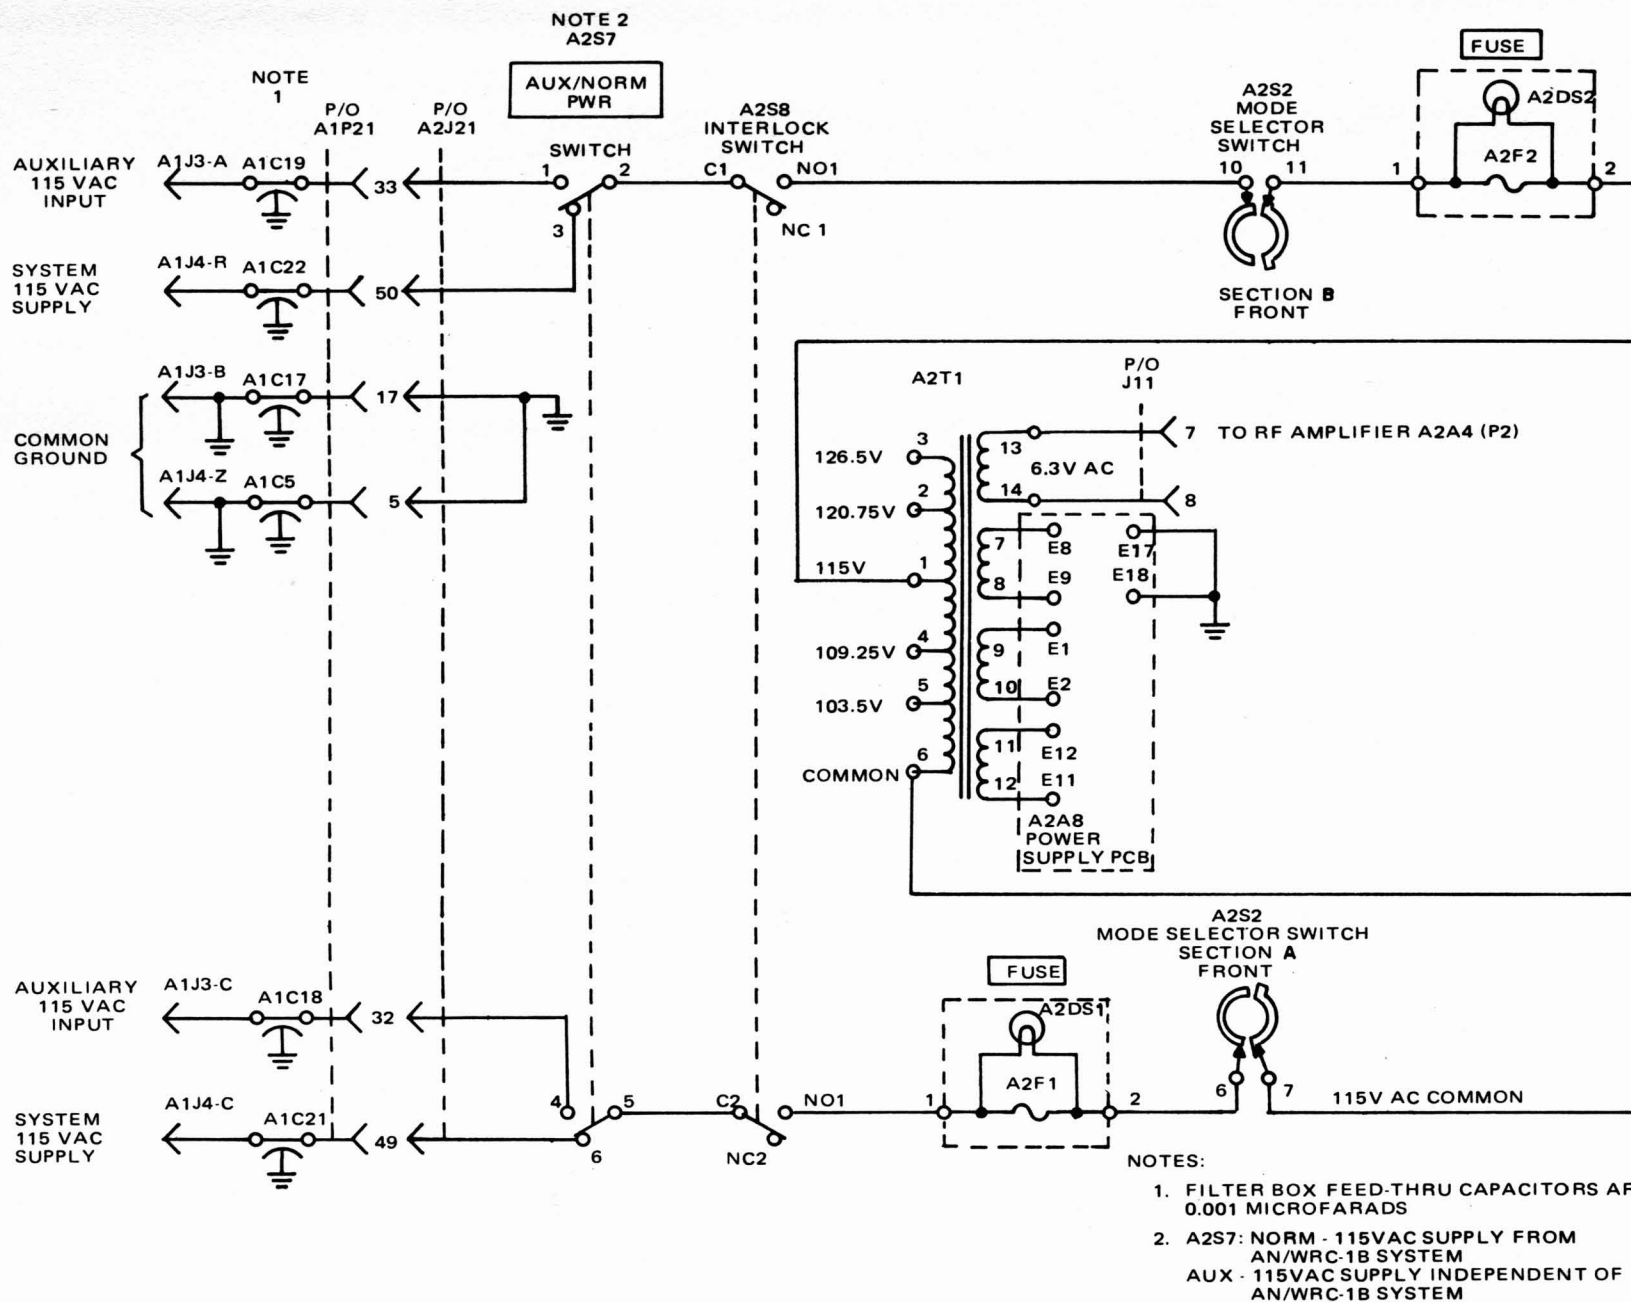 NOTE 2
A2S7
AUX/NORM
PWR
SWITCH
NOTE
1
P/O
A1P21
P/O
A2J21
A2S8
INTERLOCK
SWITCH
A2S2
MODE
SELECTOR
SWITCH
FUSE
A2DS2
A2F2
AUXILIARY
115 VAC
INPUT
A1J3-A
A1C19
33
1
2
3
C1
NO1
NC 1
10
11
1
2
SECTION B
FRONT
SYSTEM
115 VAC
SUPPLY
A1J4-R
A1C22
50
COMMON
GROUND
A1J3-B
A1C17
17
A1J4-Z
A1C5
5
A2T1
P/O
J11
126.5V
3
120.75V
2
115V
1
109.25V
4
103.5V
5
COMMON
6
13
6.3V AC
14
7
TO RF AMPLIFIER A2A4 (P2)
8
7
E8
8
E9
E17
E18
9
E1
10
E2
11
E12
12
E11
A2A8
POWER
SUPPLY PCB
AUXILIARY
115 VAC
INPUT
A1J3-C
A1C18
32
SYSTEM
115 VAC
SUPPLY
A1J4-C
A1C21
49
4
5
6
C2
NO1
NC2
FUSE
A2DS1
A2F1
1
2
A2S2
MODE SELECTOR SWITCH
SECTION A
FRONT
6
7
115V AC COMMON
NOTES:
1. FILTER BOX FEED-THRU CAPACITORS
0.001 MICROFARADS
2. A2S7: NORM - 115VAC SUPPLY FROM
AN/WRC-1B SYSTEM
AUX - 115VAC SUPPLY INDEPENDENT OF
AN/WRC-1B SYSTEM